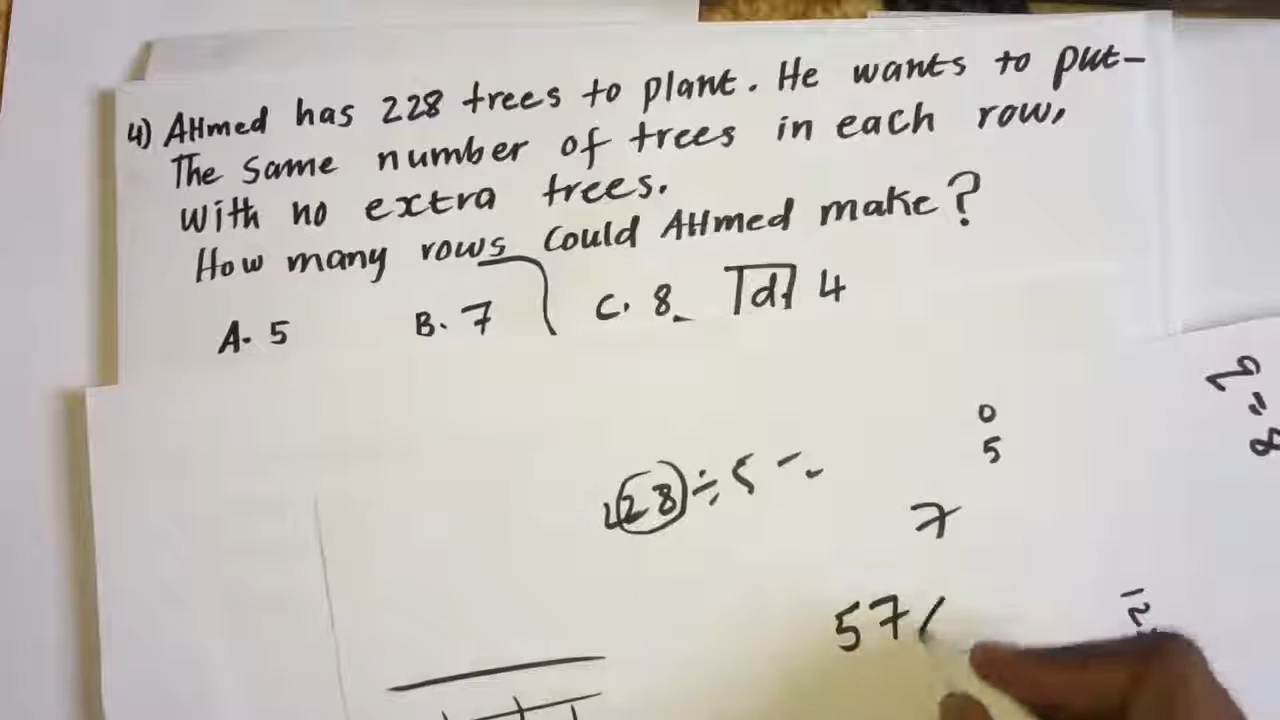 4) AHmed has 228 trees to plant. He wants to put-
The same number of trees in each row,
with no extra trees.
How many rows could AHmed make?
A. 5 B. 7 C. 8 d. 4
0
5
228 ÷ 5 =
7
57
12